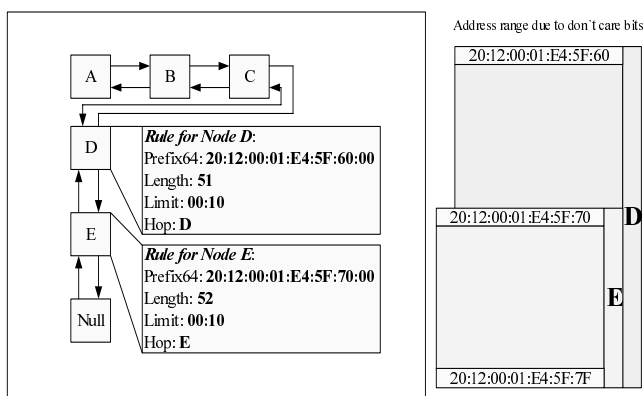 Address range due to don`t care bits
A
B
C
D
Rule for Node D:
Prefix64: 20:12:00:01:E4:5F:60:00
Length: 51
Limit: 00:10
Hop: D
E
Rule for Node E:
Prefix64: 20:12:00:01:E4:5F:70:00
Length: 52
Limit: 00:10
Hop: E
Null
20:12:00:01:E4:5F:60
D
20:12:00:01:E4:5F:70
E
20:12:00:01:E4:5F:7F